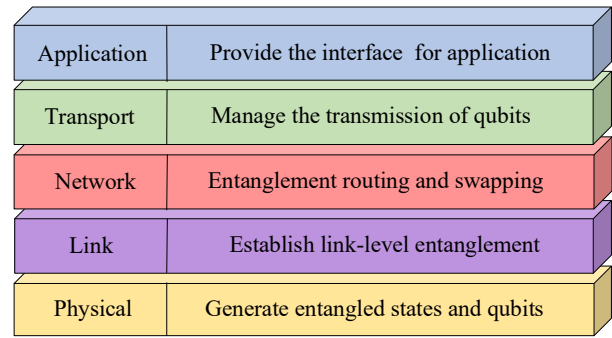 Application Provide the interface for application
Transport Manage the transmission of qubits
Network Entanglement routing and swapping
Link Establish link-level entanglement
Physical Generate entangled states and qubits